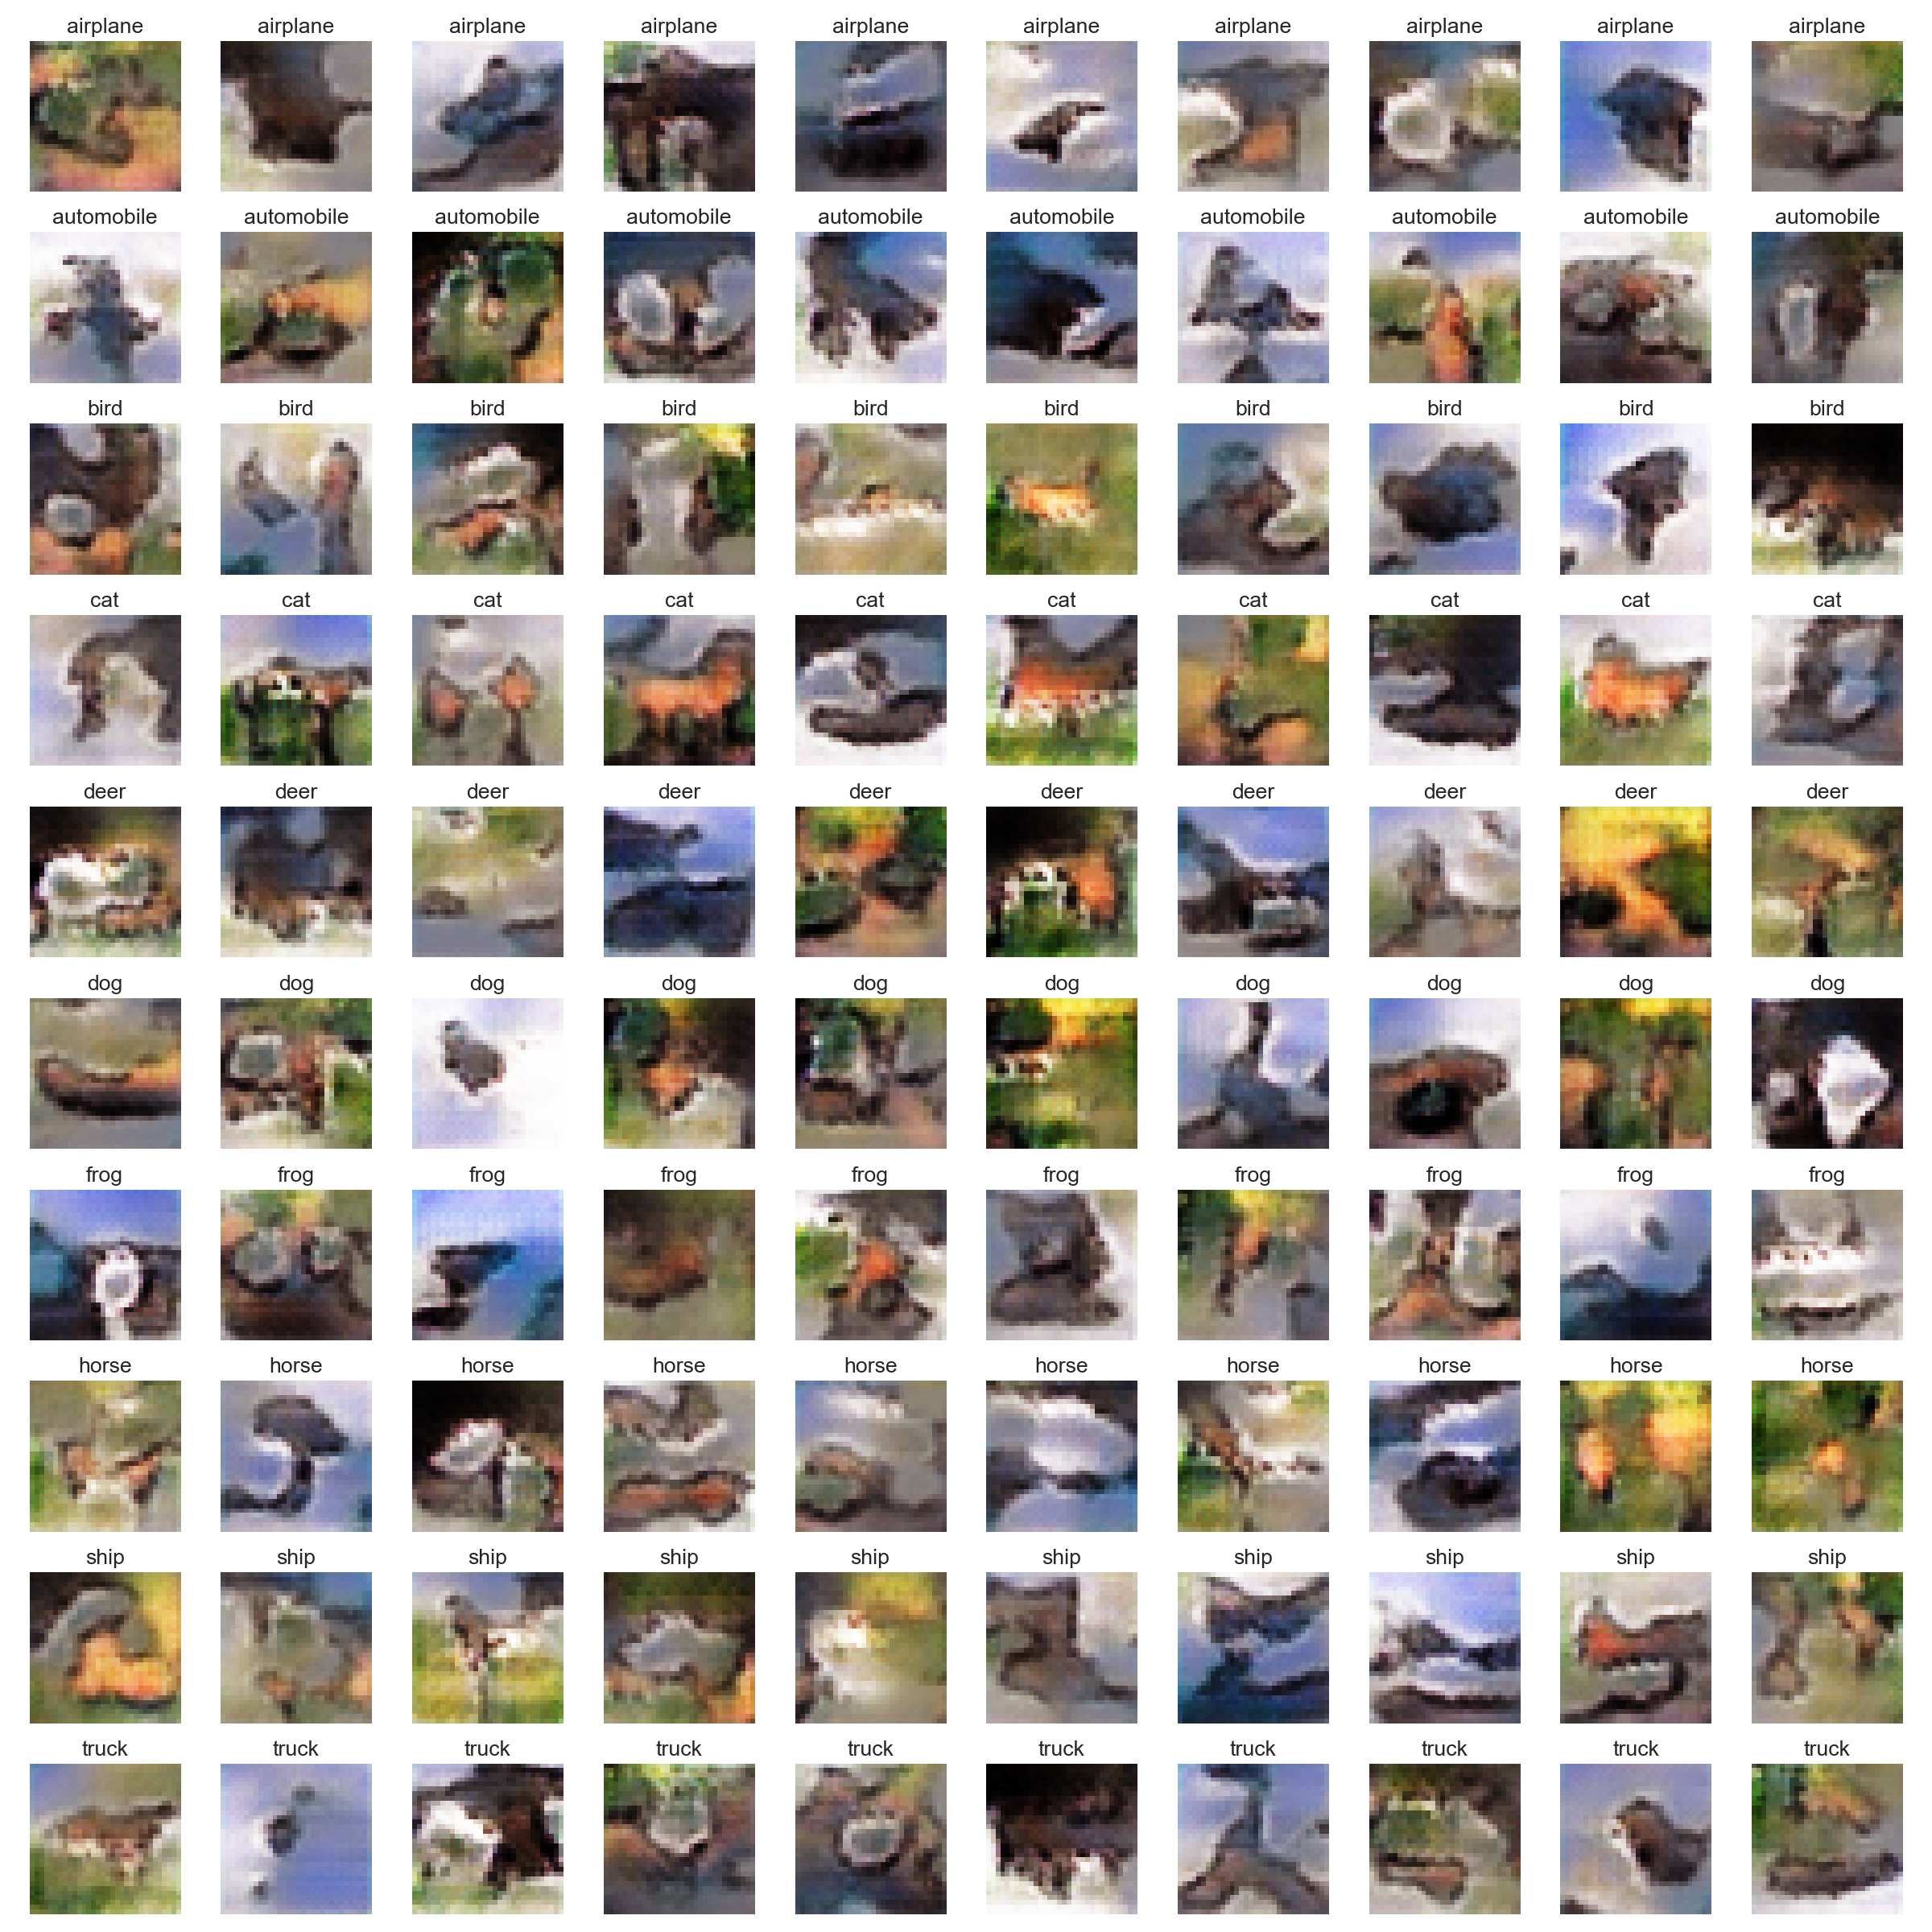 airplane airplane airplane airplane airplane airplane airplane airplane airplane airplane
automobile automobile automobile automobile automobile automobile automobile automobile automobile automobile
bird bird bird bird bird bird bird bird bird bird
cat cat cat cat cat cat cat cat cat cat
deer deer deer deer deer deer deer deer deer deer
dog dog dog dog dog dog dog dog dog dog
frog frog frog frog frog frog frog frog frog frog
horse horse horse horse horse horse horse horse horse horse
ship ship ship ship ship ship ship ship ship ship
truck truck truck truck truck truck truck truck truck truck